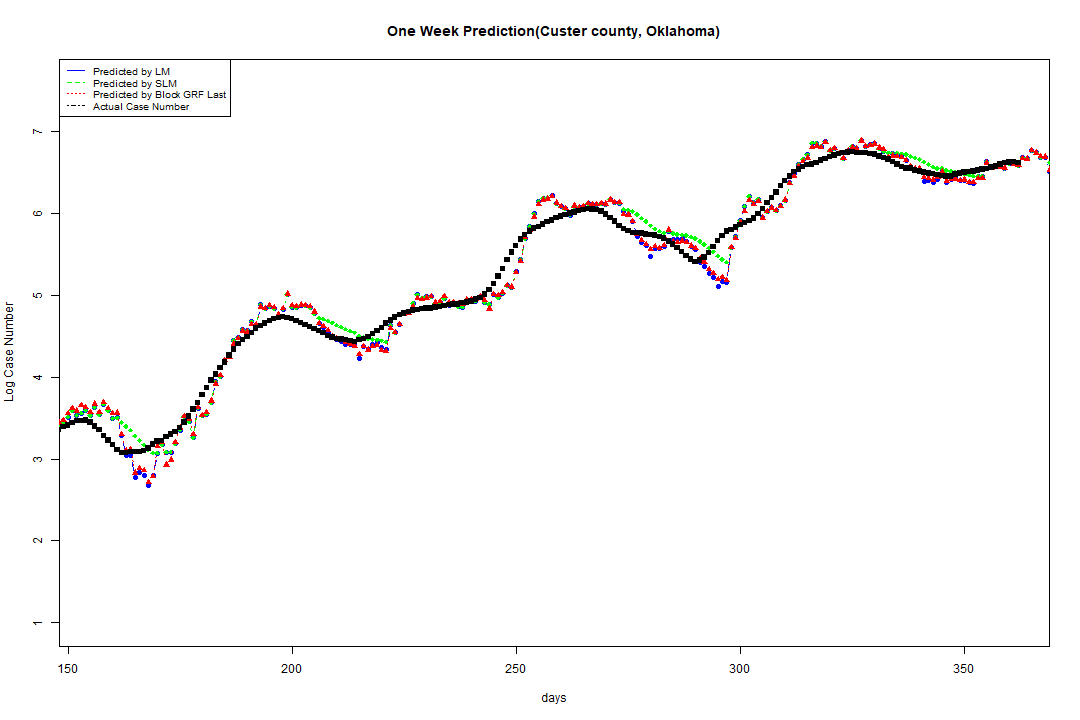 One Week Prediction(Custer county, Oklahoma)
Predicted by LM
Predicted by SLM
Predicted by Block GRF Last
Actual Case Number
Log Case Number
7
6
5
4
3
2
1
150 200 250 300 350
days